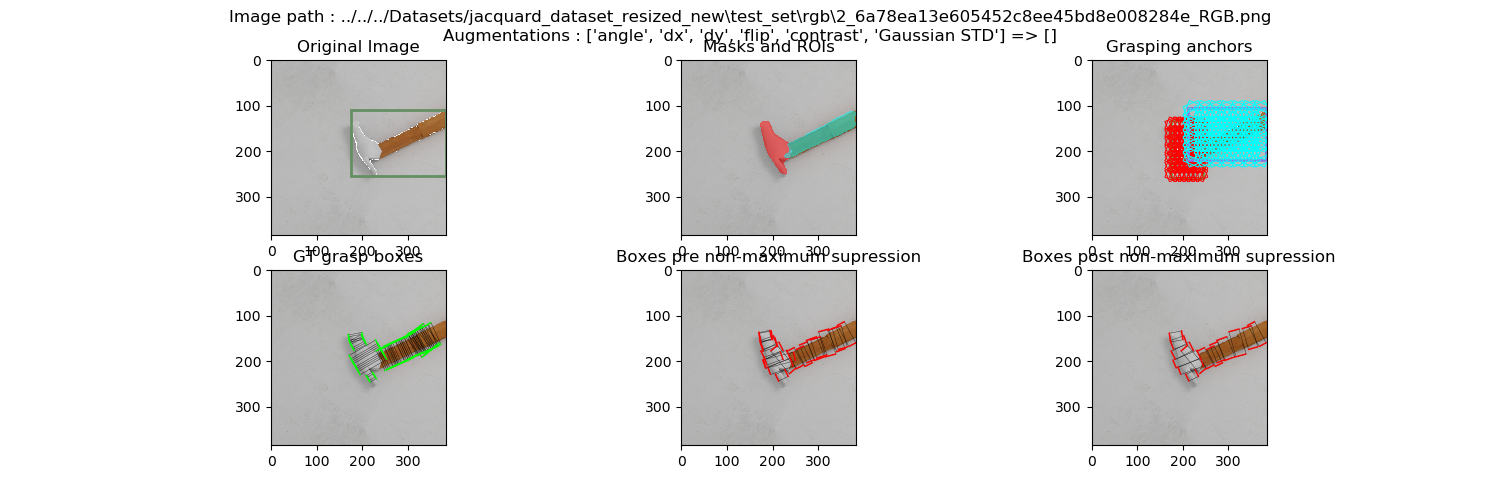 Image path : ../../../Datasets/jacquard_dataset_resized_new\test_set\rgb\2_6a78ea13e605452c8ee45bd8e008284e_RGB.png
Augmentations : ['angle', 'dx', 'dy', 'flip', 'contrast', 'Gaussian STD'] => []
Original Image
Masks and ROIs
Grasping anchors
0
100
200
300
0 100 200 300
0
100
200
300
0 100 200 300
0
100
200
300
0 100 200 300
GT grasp boxes
Boxes pre non-maximum supression
Boxes post non-maximum supression
0
100
200
300
0 100 200 300
0
100
200
300
0 100 200 300
0
100
200
300
0 100 200 300